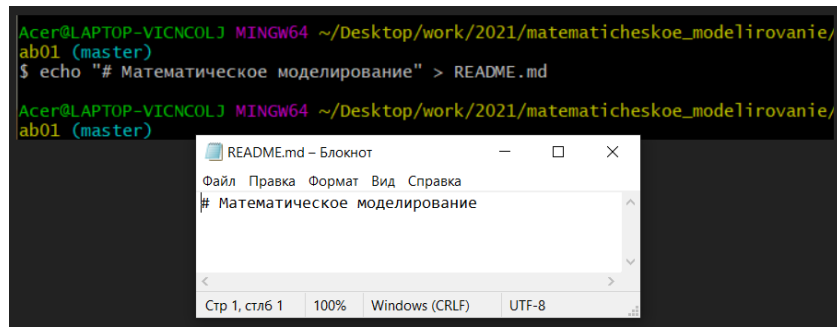 Acer@LAPTOP-VICNCOLJ MINGW64 ~/Desktop/work/2021/matematicheskoe_modelirovanie/
ab01 (master)
$ echo "# Математическое моделирование" > README.md
Acer@LAPTOP-VICNCOLJ MINGW64 ~/Desktop/work/2021/matematicheskoe_modelirovanie/
ab01 (master)
README.md – Блокнот
Файл Правка Формат Вид Справка
# Математическое моделирование
Стр 1, стлб 1 100% Windows (CRLF) UTF-8